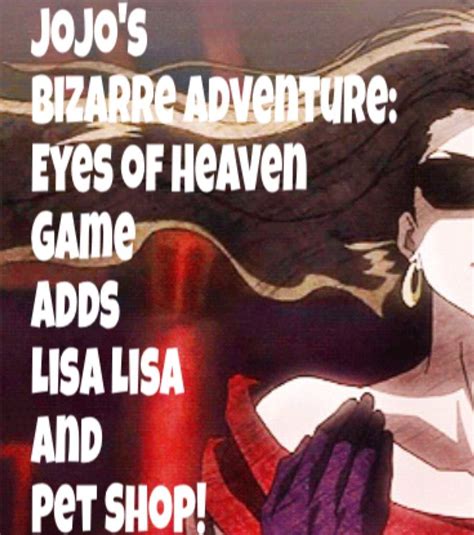 JoJo's
Bizarre Adventure:
Eyes of Heaven
Game
Adds
Lisa Lisa
and
Pet Shop!